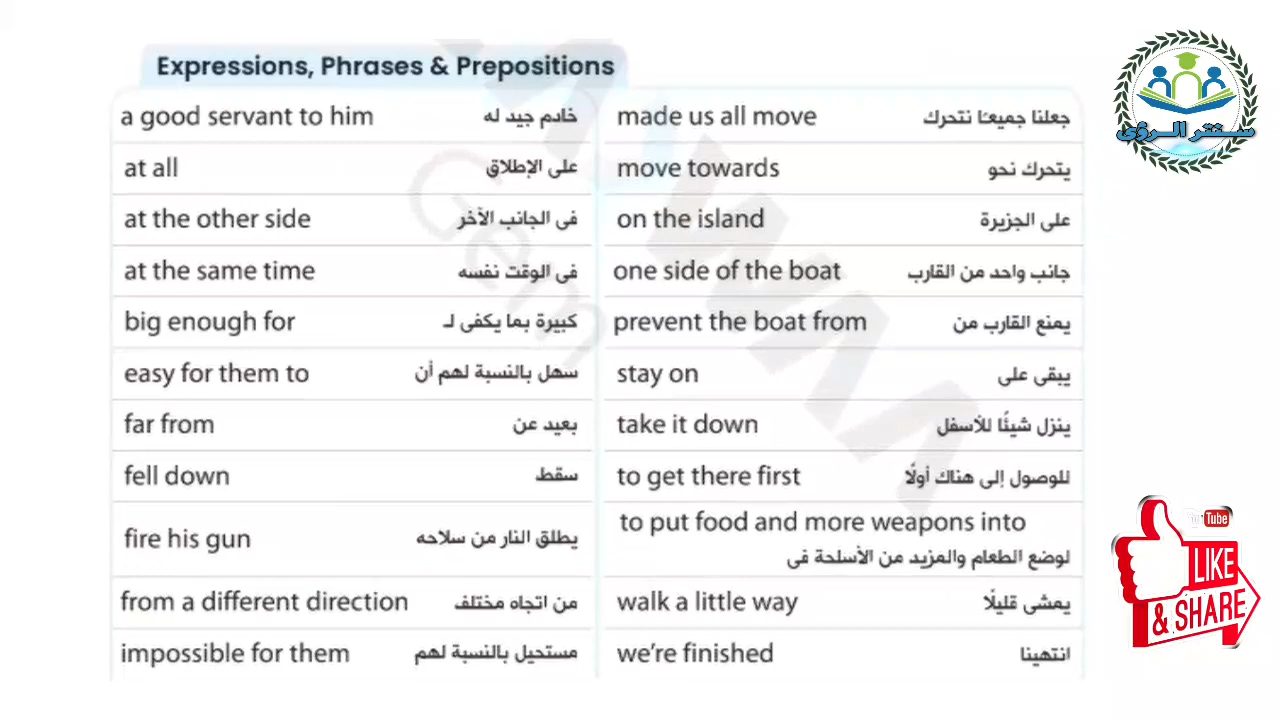 Expressions, Phrases & Prepositions
a good servant to him خادم جيد له
at all على الإطلاق
at the other side فى الجانب الآخر
at the same time فى الوقت نفسه
big enough for كبيرة بما يكفى لـ
easy for them to سهل بالنسبة لهم أن
far from بعيد عن
fell down سقط
fire his gun يطلق النار من سلاحه
from a different direction من اتجاه مختلف
impossible for them مستحيل بالنسبة لهم
made us all move جعلنا جميعًا نتحرك
move towards يتحرك نحو
on the island على الجزيرة
one side of the boat جانب واحد من القارب
prevent the boat from يمنع القارب من
stay on يبقى على
take it down ينزل شيئًا للأسفل
to get there first للوصول إلى هناك أولًا
to put food and more weapons into
لوضع الطعام والمزيد من الأسلحة فى
walk a little way يمشى قليلًا
we're finished انتهينا
سنتر الرؤى
YouTube
LIKE
& SHARE